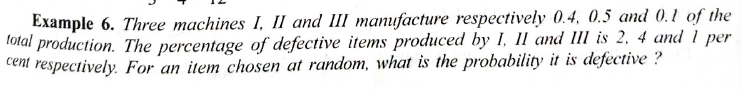 Example 6. Three machines I, II and III manufacture respectively 0.4, 0.5 and 0.1 of the
total production. The percentage of defective items produced by I, II and III is 2, 4 and 1 per
cent respectively. For an item chosen at random, what is the probability it is defective ?